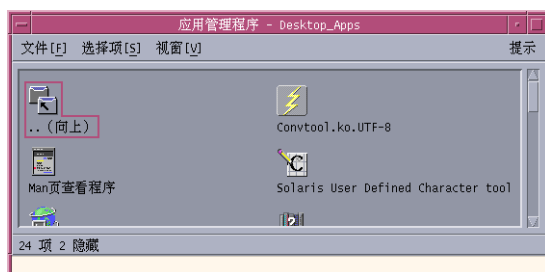 应用管理程序 - Desktop_Apps
文件[F] 选择项[S] 视窗[V] 提示
..(向上) Convtool.ko.UTF-8
Man页查看程序 Solaris User Defined Character tool
24 项 2 隐藏